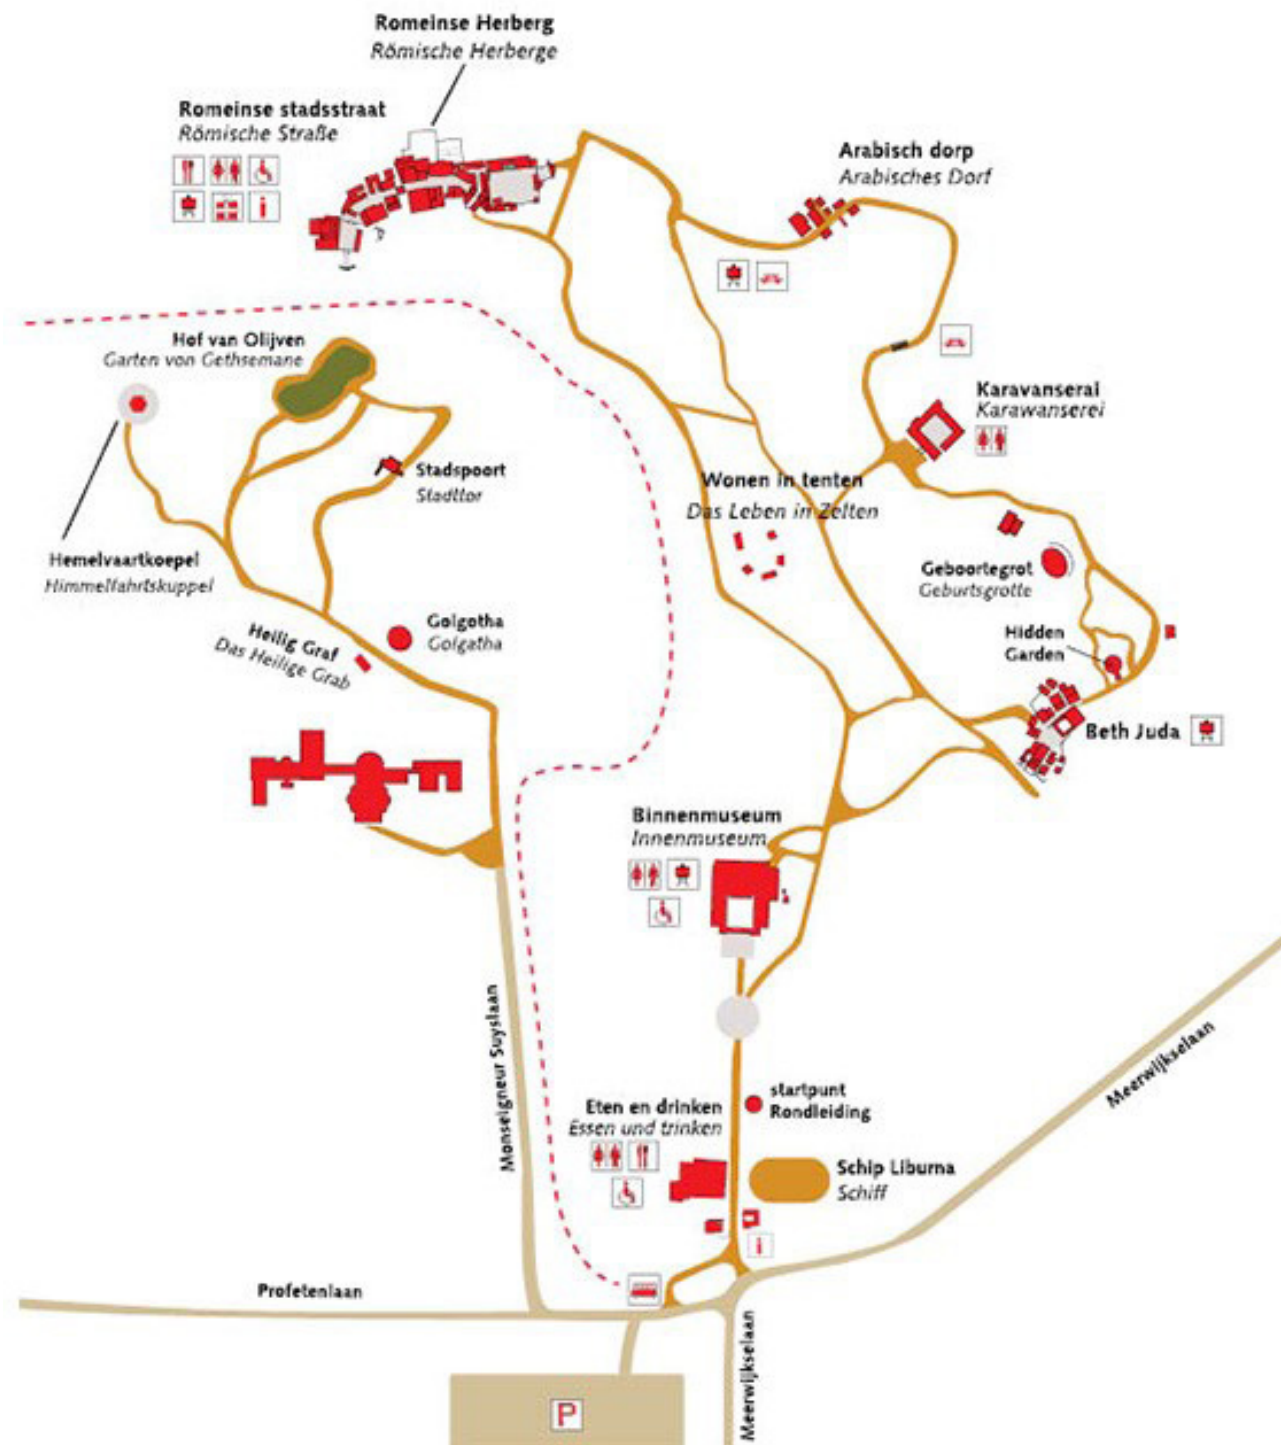 Romeinse Herberg
Römische Herberge
Romeinse stadsstraat
Römische Straße
Arabisch dorp
Arabisches Dorf
Hof van Olijven
Garten von Gethsemane
Karavanserai
Karawanserei
Stadspoort
Stadttor
Wonen in tenten
Das Leben in Zelten
Hemelvaartkoepel
Himmelfahrtskuppel
Geboortegrot
Geburtsgrotte
Golgotha
Golgatha
Heilig Graf
Das Heilige Grab
Hidden
Garden
Beth Juda
Binnenmuseum
Innenmuseum
Monseigneur Suyslaan
Meerwijkselaan
startpunt
Rondleiding
Eten en drinken
Essen und trinken
Schip Liburna
Schiff
Profetenlaan
Meerwijkselaan
P